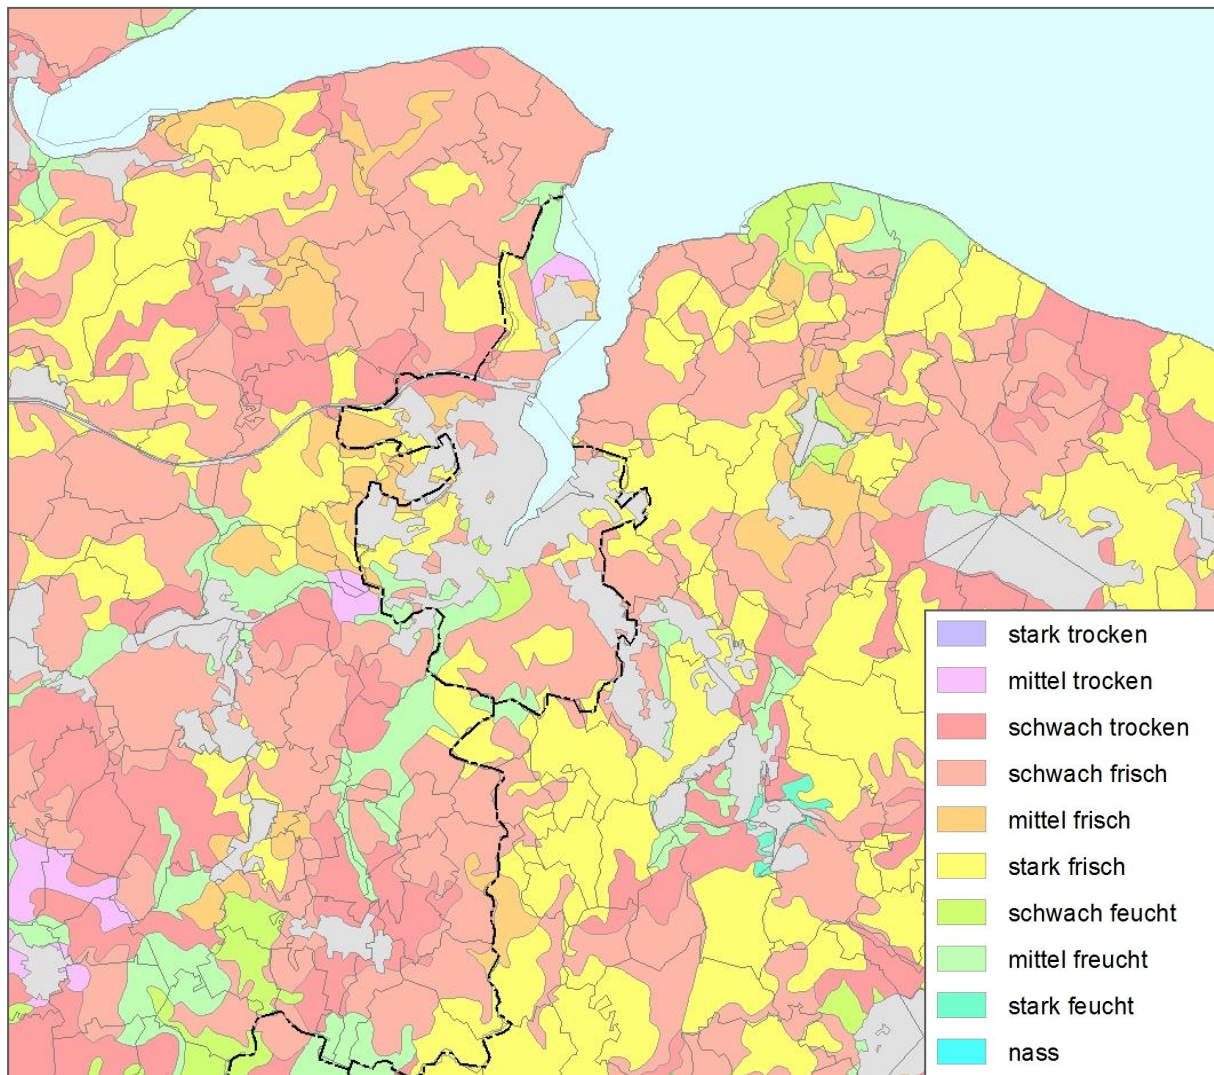 stark trocken
mittel trocken
schwach trocken
schwach frisch
mittel frisch
stark frisch
schwach feucht
mittel freucht
stark feucht
nass